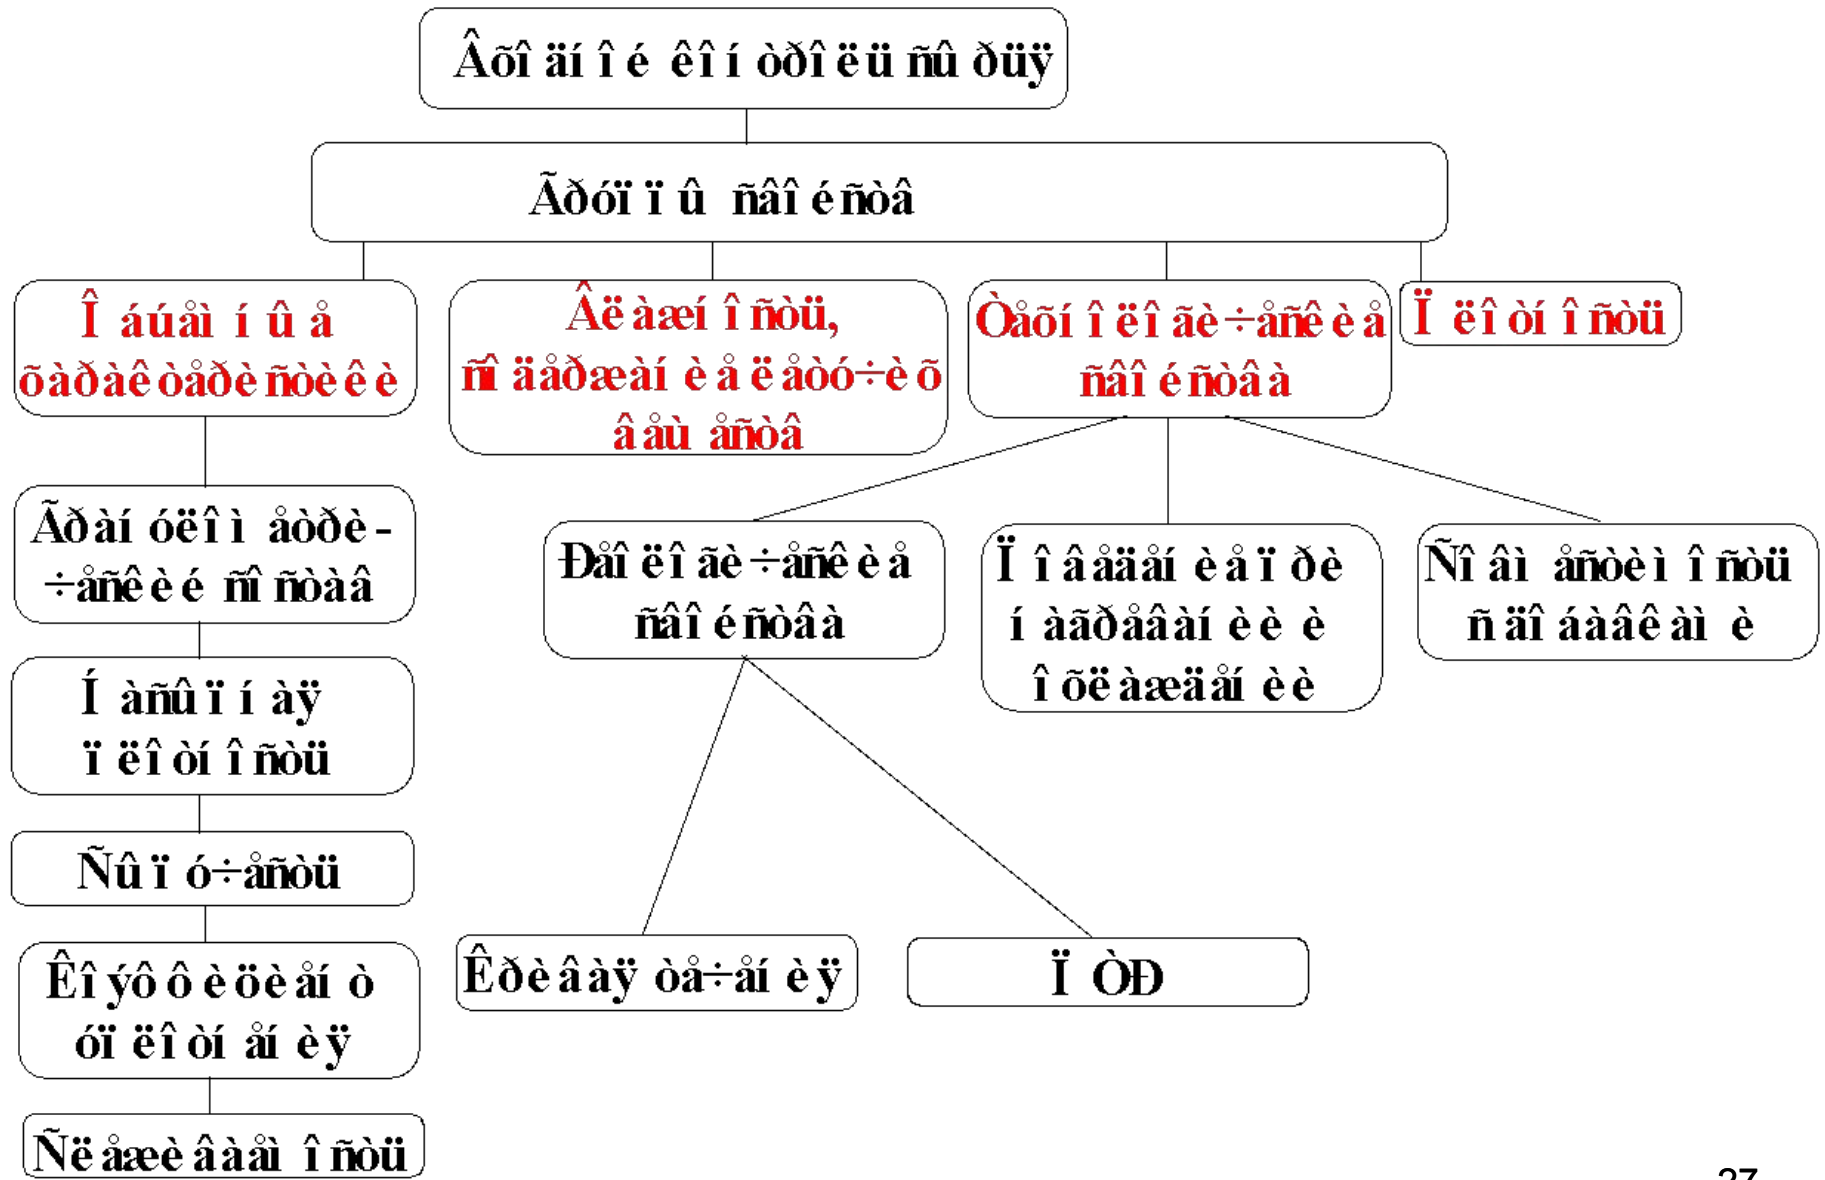 Âõîäíîé êîíòðîëü ñûðüÿ
Ãðóïïû ñâîéñòâ
Îáúåìíûå
õàðàêòåðèñòèêè
Âëàæíîñòü,
ñîäåðæàíèå ëåòó÷èõ
âåùåñòâ
Òåõíîëîãè÷åñêèå
ñâîéñòâà
Ïëîòíîñòü
Ãðàíóëîìåòðè-
÷åñêèé ñîñòàâ
Ðåîëîãè÷åñêèå
ñâîéñòâà
Ïîâåäåíèå ïðè
íàãðåâàíèè è
îõëàæäåíèè
Ñîâìåñòèìîñòü
ñ äîáàâêàìè
Íàñûïíàÿ
ïëîòíîñòü
Ñûïó÷åñòü
Êîýôôèöèåíò
óïëîòíåíèÿ
Êðèâàÿ òå÷åíèÿ
ÏÒÐ
Ñëåæèâàåìîñòü
27